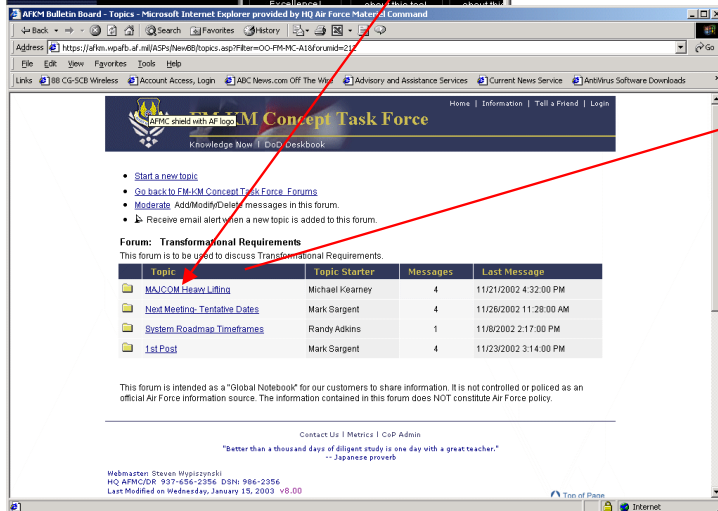 Excellence! about this tool about this
AFKM Bulletin Board - Topics - Microsoft Internet Explorer provided by HQ Air Force Materiel Command
Back Search Favorites History
Address https://afkm.wpafb.af.mil/ASPs/NewBB/topics.asp?Filter=OO-FM-MC-A1&forumid=212 Go
File Edit View Favorites Tools Help
Links 88 CG-SCB Wireless Account Access, Login ABC News.com Off The Wire Advisory and Assistance Services Current News Service AntiVirus Software Downloads
Home | Information | Tell a Friend | Login
AFMC shield with AF logo
KM Concept Task Force
Knowledge Now | DoD Deskbook
Start a new topic
Go back to FM-KM Concept Task Force Forums
Moderate Add/Modify/Delete messages in this forum.
Receive email alert when a new topic is added to this forum.
Forum: Transformational Requirements
This forum is to be used to discuss Transformational Requirements.
Topic Topic Starter Messages Last Message
MAJCOM Heavy Lifting Michael Kearney 4 11/21/2002 4:32:00 PM
Next Meeting- Tentative Dates Mark Sargent 4 11/26/2002 11:28:00 AM
System Roadmap Timeframes Randy Adkins 1 11/8/2002 2:17:00 PM
1st Post Mark Sargent 4 11/23/2002 3:14:00 PM
This forum is intended as a "Global Notebook" for our customers to share information. It is not controlled or policed as an
official Air Force information source. The information contained in this forum does NOT constitute Air Force policy.
Contact Us | Metrics | CoP Admin
"Better than a thousand days of diligent study is one day with a great teacher."
-- Japanese proverb
Webmaster: Steven Wypiszynski
HQ AFMC/DR 937-656-2356 DSN: 986-2356
Last Modified on Wednesday, January 15, 2003 v8.00
Top of Page
Internet